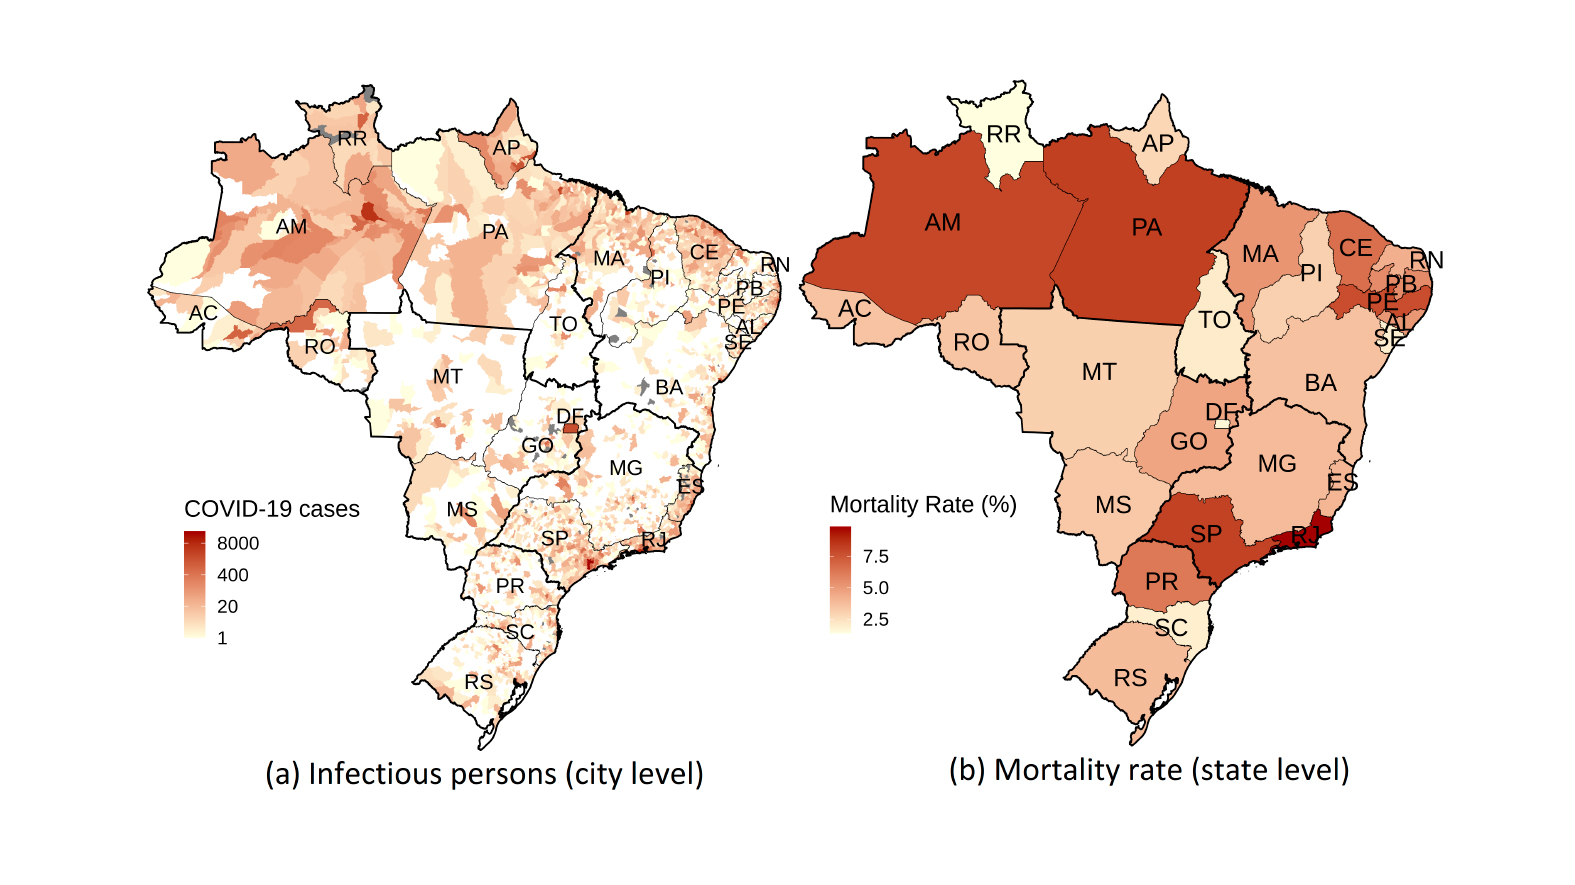 RR
AP
AM
PA
MA
CE
RN
PI
PB
PE
AC
AL
TO
SE
RO
MT
BA
DF
GO
MG
ES
COVID-19 cases
MS
8000
SP
RJ
400
PR
20
SC
1
RS
(a) Infectious persons (city level)
RR
AP
AM
PA
MA
CE
RN
PI
PB
PE
AC
TO
AL
SE
RO
MT
BA
DF
GO
MG
ES
Mortality Rate (%)
MS
SP
RJ
7.5
PR
5.0
2.5
SC
RS
(b) Mortality rate (state level)